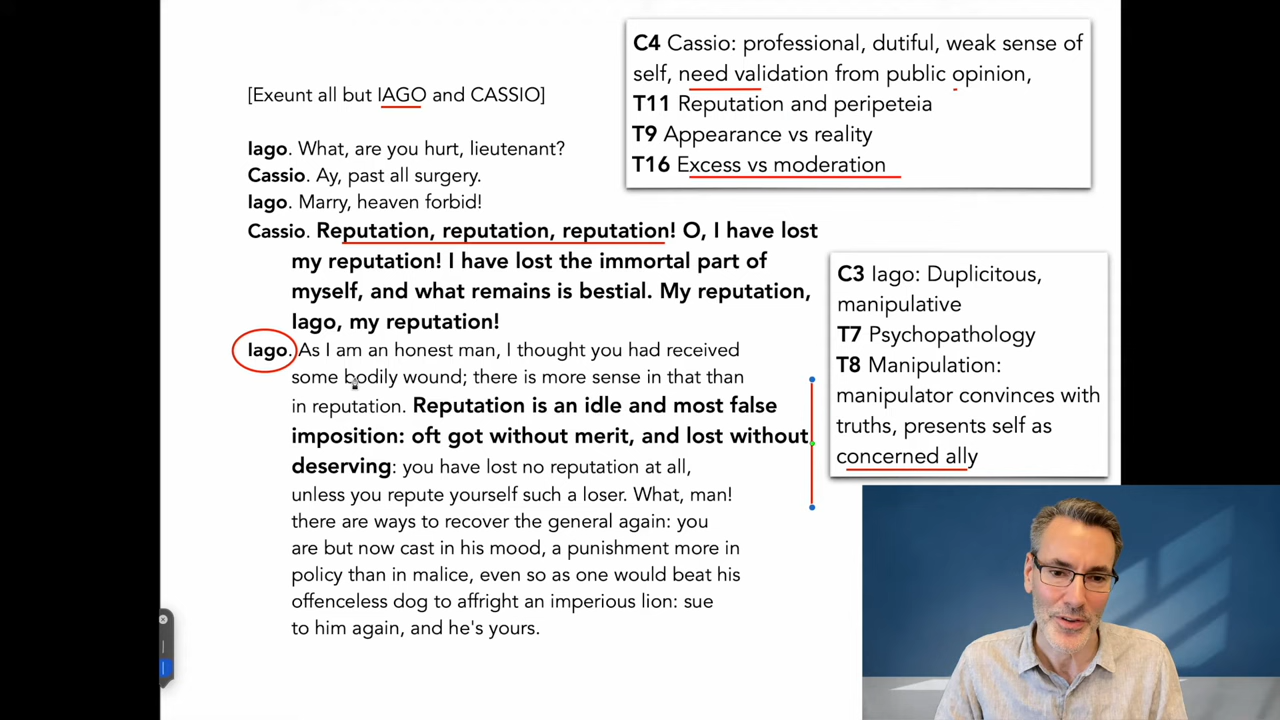 [Exeunt all but IAGO and CASSIO]
Iago. What, are you hurt, lieutenant?
Cassio. Ay, past all surgery.
Iago. Marry, heaven forbid!
Cassio. Reputation, reputation, reputation! O, I have lost
my reputation! I have lost the immortal part of
myself, and what remains is bestial. My reputation,
Iago, my reputation!
Iago. As I am an honest man, I thought you had received
some bodily wound; there is more sense in that than
in reputation. Reputation is an idle and most false
imposition: oft got without merit, and lost without
deserving: you have lost no reputation at all,
unless you repute yourself such a loser. What, man!
there are ways to recover the general again: you
are but now cast in his mood, a punishment more in
policy than in malice, even so as one would beat his
offenceless dog to affright an imperious lion: sue
to him again, and he's yours.
C4 Cassio: professional, dutiful, weak sense of
self, need validation from public opinion,
T11 Reputation and peripeteia
T9 Appearance vs reality
T16 Excess vs moderation
C3 Iago: Duplicitous,
manipulative
T7 Psychopathology
T8 Manipulation:
manipulator convinces with
truths, presents self as
concerned ally